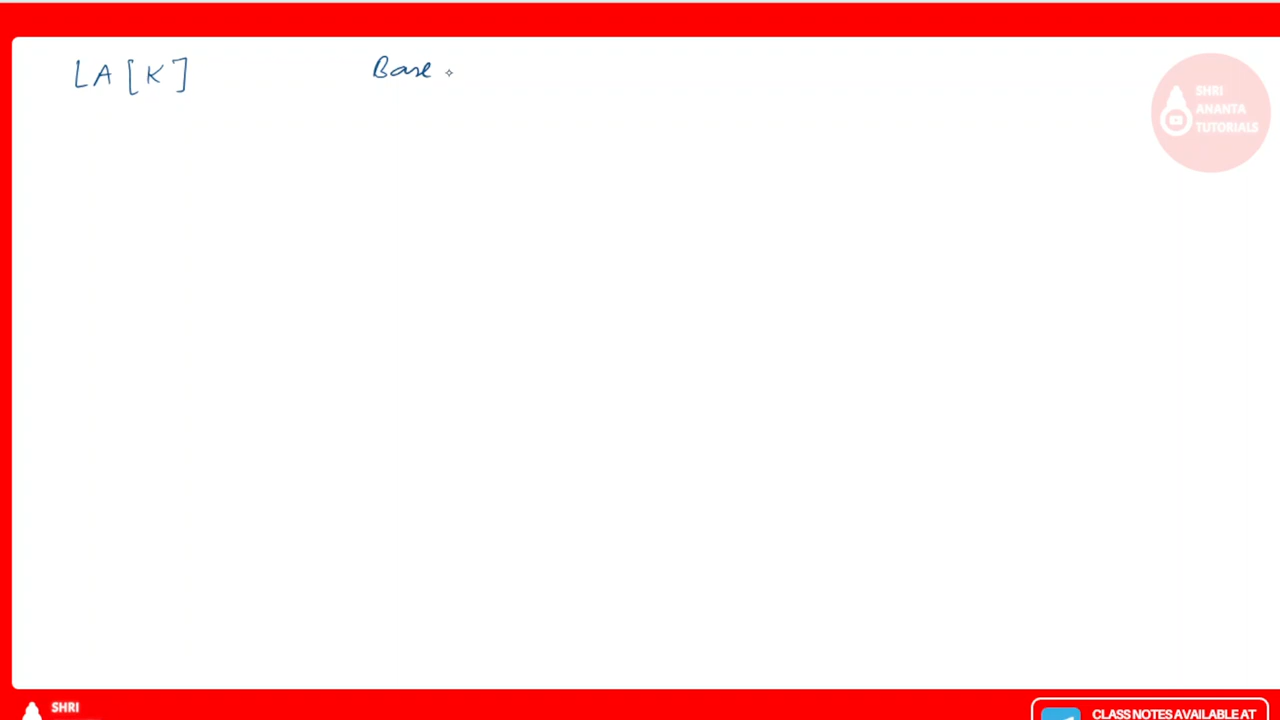 LA[K] Base
SHRI
ANANTA
TUTORIALS
SHRI
CLASS NOTES AVAILABLE AT